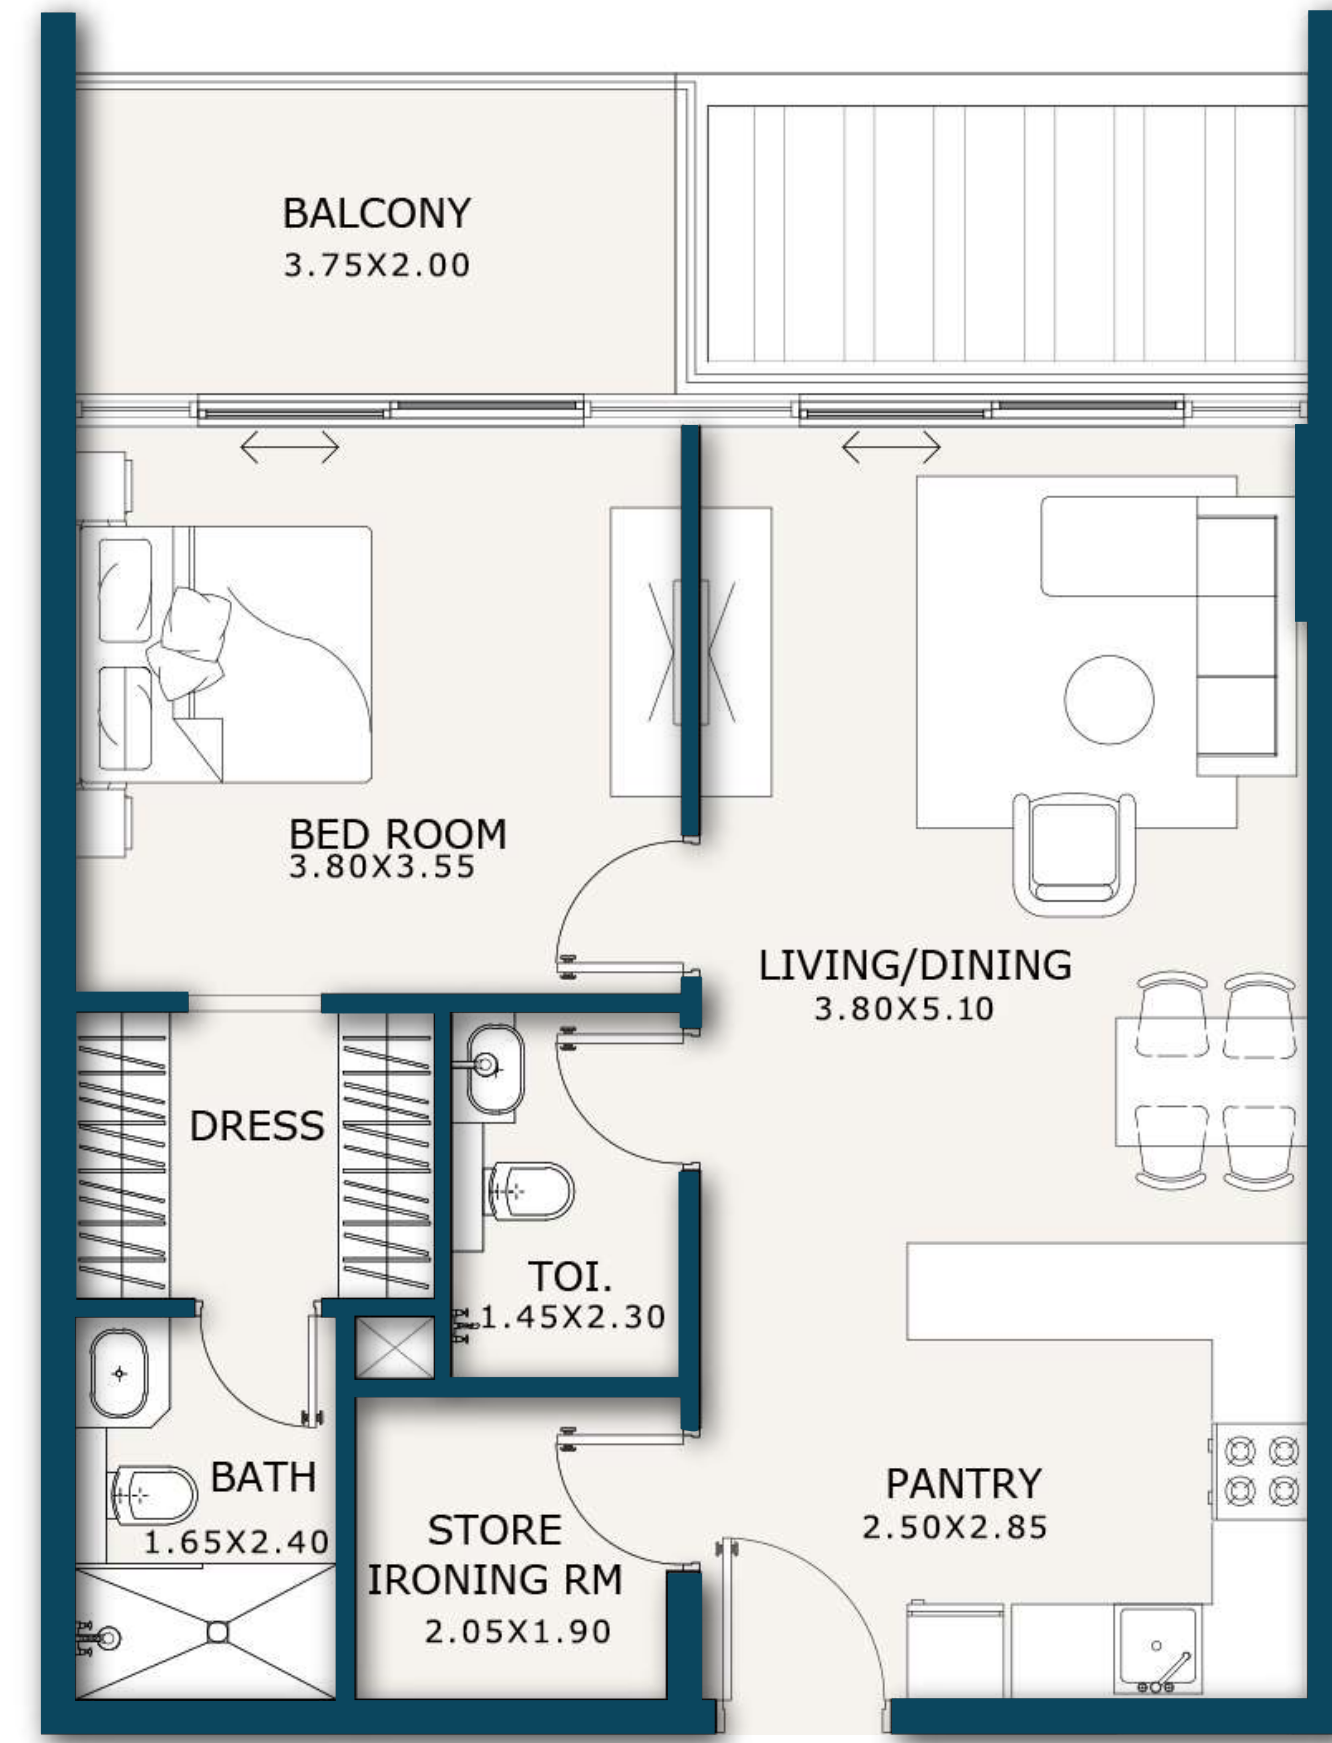 BALCONY
3.75X2.00
BED ROOM
3.80X3.55
LIVING/DINING
3.80X5.10
DRESS
TOI.
1.45X2.30
BATH
1.65X2.40
STORE
IRONING RM
2.05X1.90
PANTRY
2.50X2.85